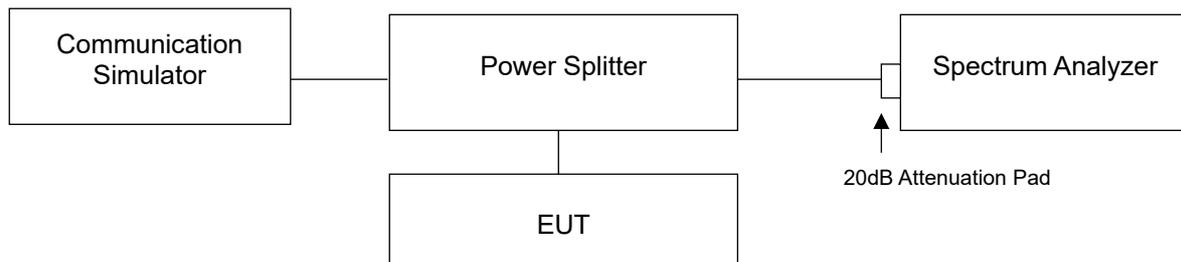 Communication
Simulator
Power Splitter
Spectrum Analyzer
20dB Attenuation Pad
EUT